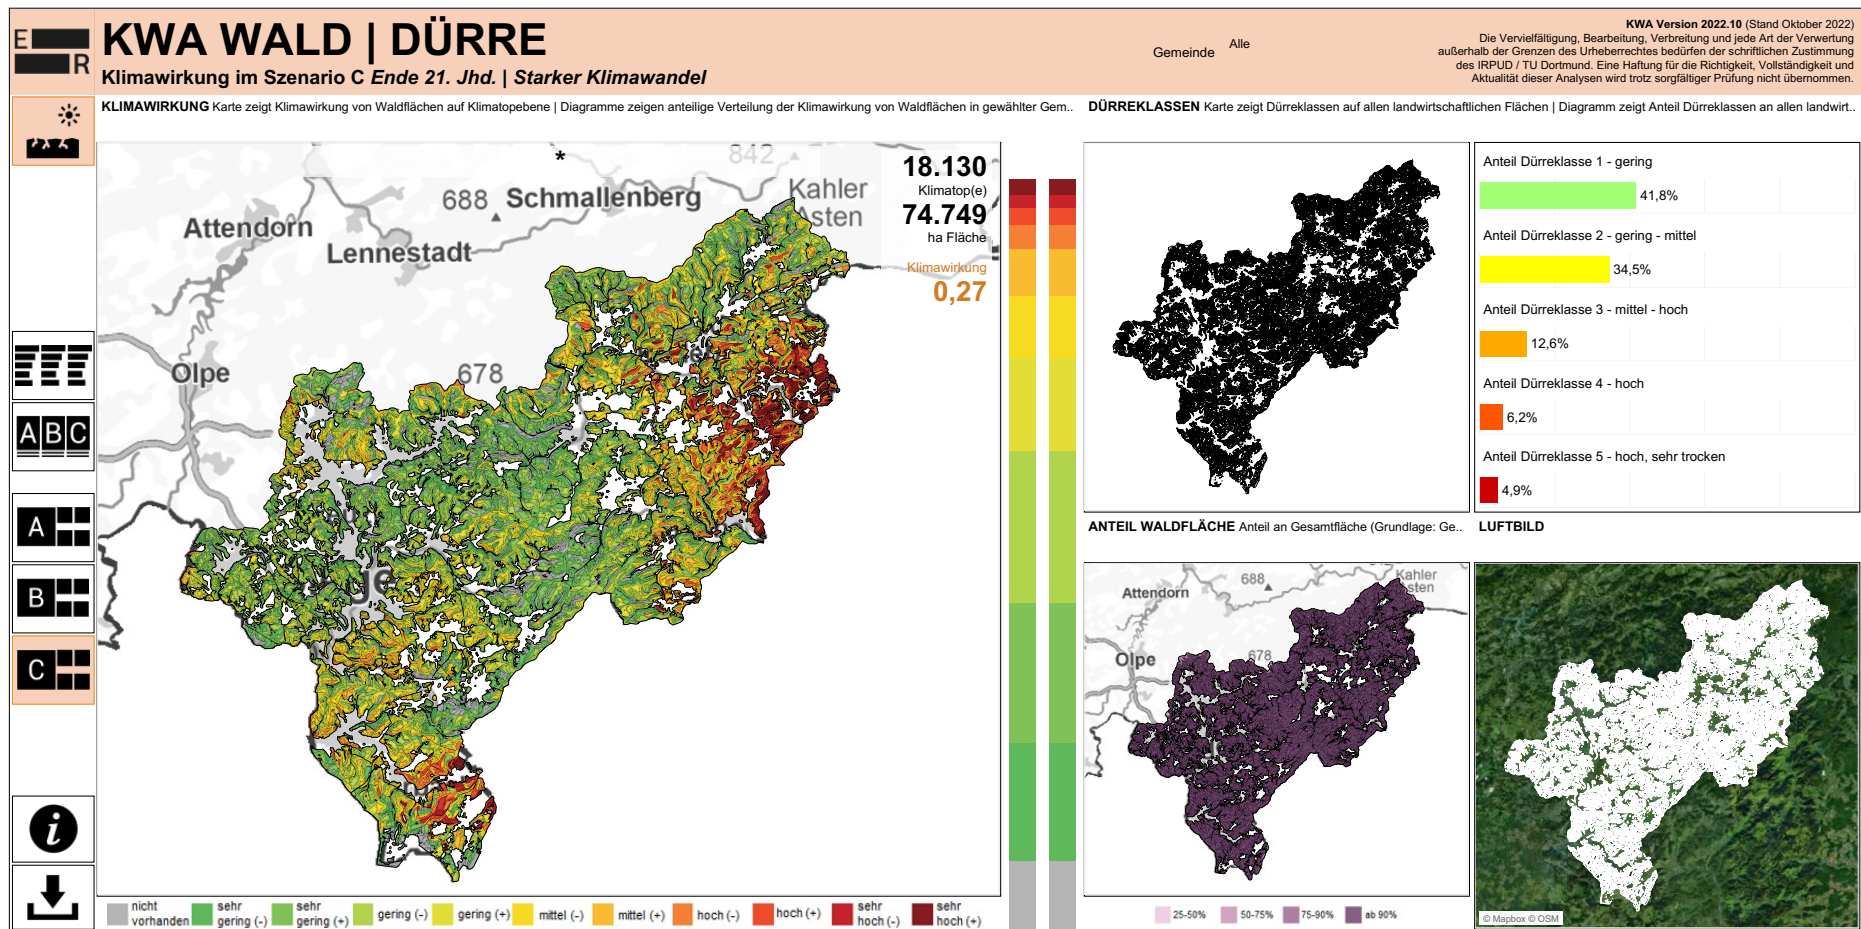 E
R
KWA WALD | DÜRRE
Klimawirkung im Szenario C Ende 21. Jhd. | Starker Klimawandel
Gemeinde Alle
KWA Version 2022.10 (Stand Oktober 2022)
Die Vervielfältigung, Bearbeitung, Verbreitung und jede Art der Verwertung
außerhalb der Grenzen des Urheberrechtes bedürfen der schriftlichen Zustimmung
des IRPUD / TU Dortmund. Eine Haftung für die Richtigkeit, Vollständigkeit und
Aktualität dieser Analysen wird trotz sorgfältiger Prüfung nicht übernommen.
KLIMAWIRKUNG Karte zeigt Klimawirkung von Waldflächen auf Klimatopebene | Diagramme zeigen anteilige Verteilung der Klimawirkung von Waldflächen in gewählter Gem..
*
842
688
Schmallenberg
Kahler
Asten
Attendorn
Lennestadt
Olpe
678
18.130
Klimatop(e)
74.749
ha Fläche
Klimawirkung
0,27
A B C
A
B
C
i
nicht vorhanden
sehr gering (-)
sehr gering (+)
gering (-)
gering (+)
mittel (-)
mittel (+)
hoch (-)
hoch (+)
sehr hoch (-)
sehr hoch (+)
DÜRREKLASSEN Karte zeigt Dürreklassen auf allen landwirtschaftlichen Flächen | Diagramm zeigt Anteil Dürreklassen an allen landwirt..
Anteil Dürreklasse 1 - gering
41,8%
Anteil Dürreklasse 2 - gering - mittel
34,5%
Anteil Dürreklasse 3 - mittel - hoch
12,6%
Anteil Dürreklasse 4 - hoch
6,2%
Anteil Dürreklasse 5 - hoch, sehr trocken
4,9%
ANTEIL WALDFLÄCHE Anteil an Gesamtfläche (Grundlage: Ge..
688
Kahler
Attendorn
678
Olpe
25-50%
50-75%
75-90%
ab 90%
LUFTBILD
© Mapbox © OSM